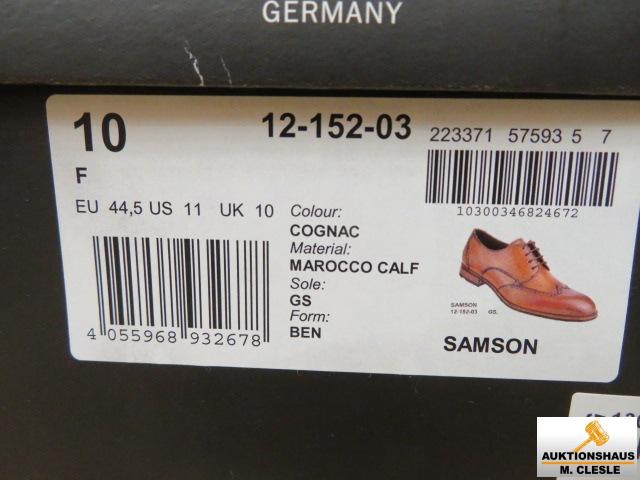 GERMANY
10
12-152-03
223371 57593 5 7
F
10300346824672
EU 44,5 US 11 UK 10
Colour:
COGNAC
Material:
MAROCCO CALF
Sole:
GS
Form:
BEN
4 055968 932678
SAMSON
12-152-03 GS.
SAMSON
AUKTIONSHAUS
M. CLESLE